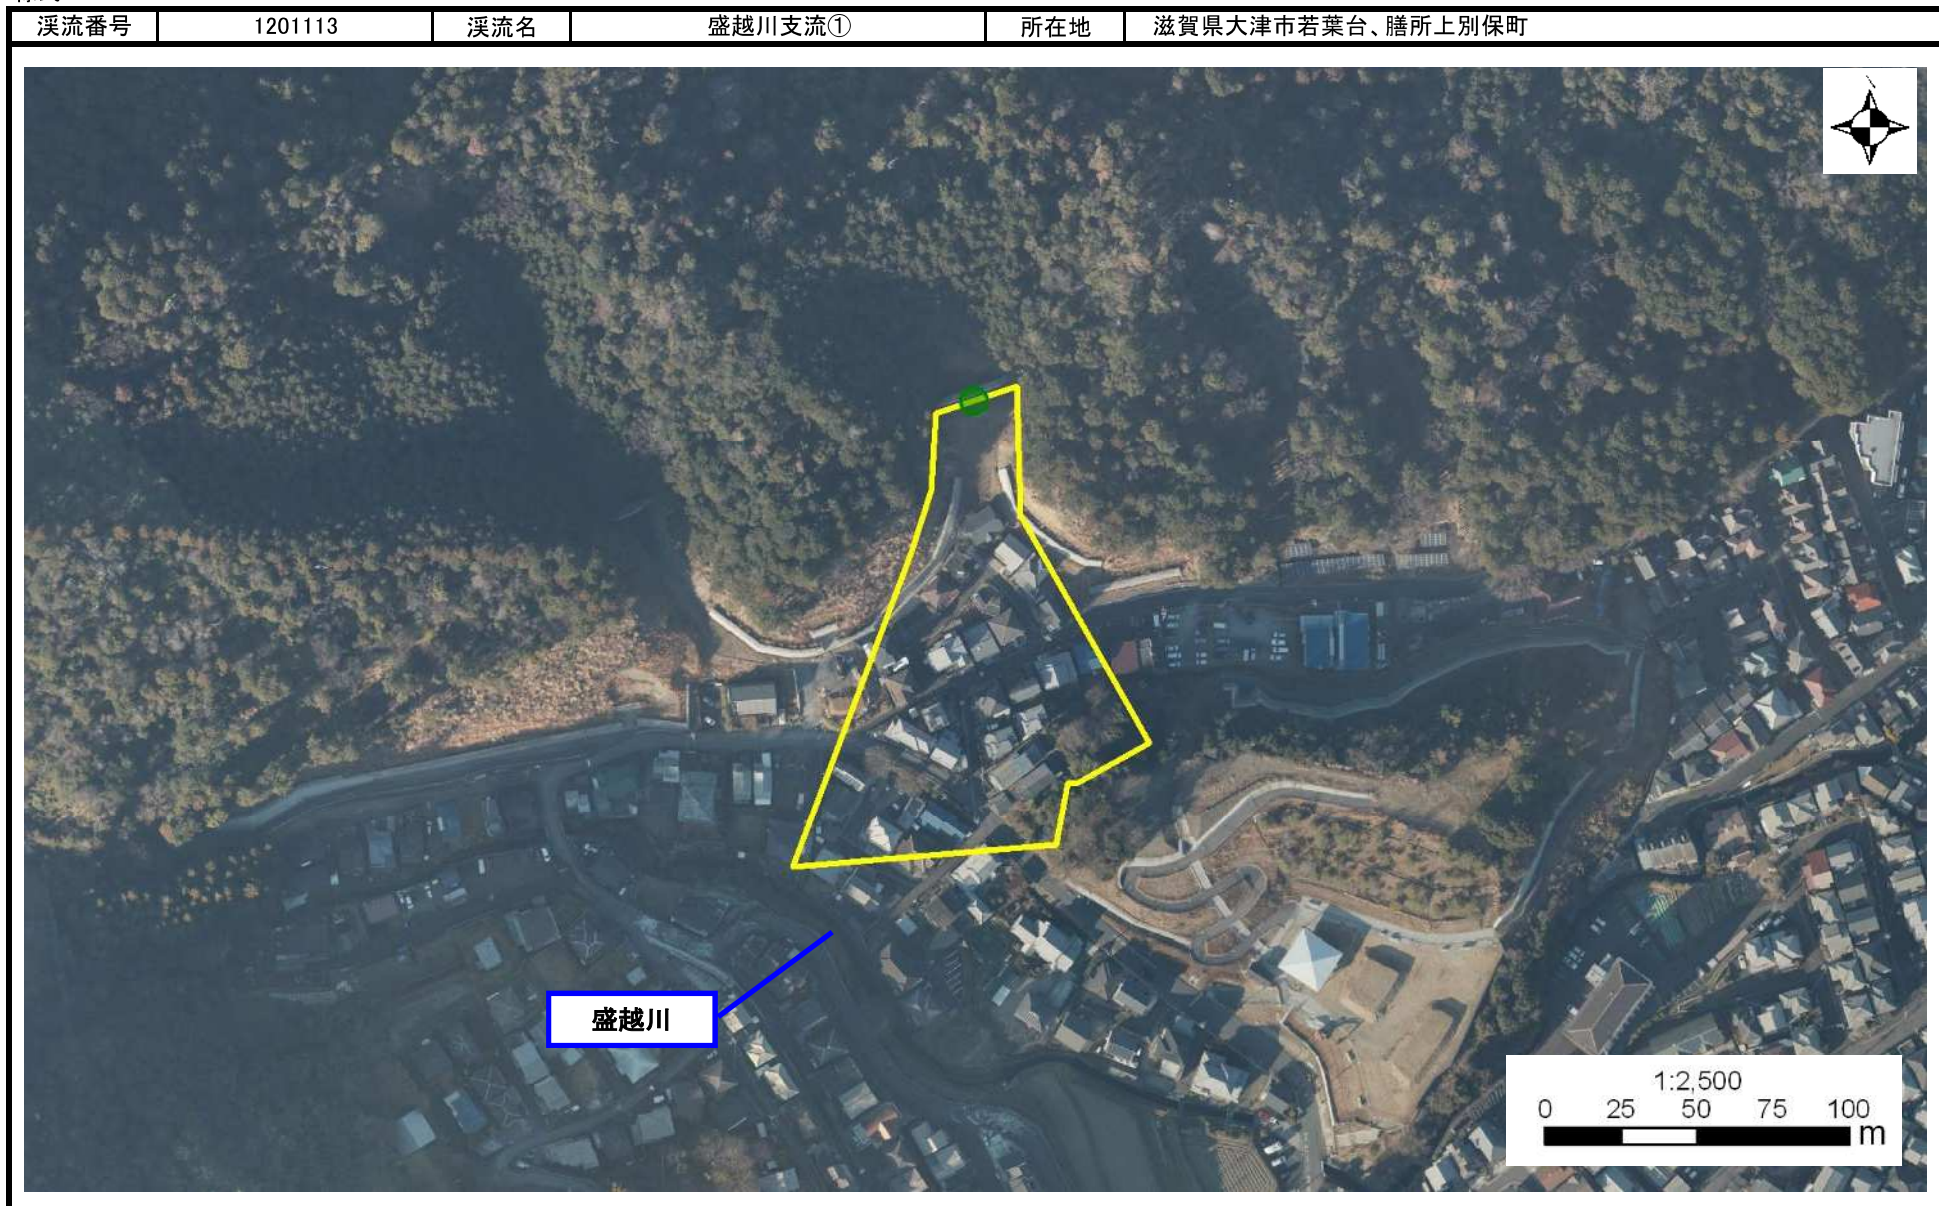 渓流番号 1201113 渓流名 盛越川支流① 所在地 滋賀県大津市若葉台、膳所上別保町
盛越川
1:2,500
0 25 50 75 100
m